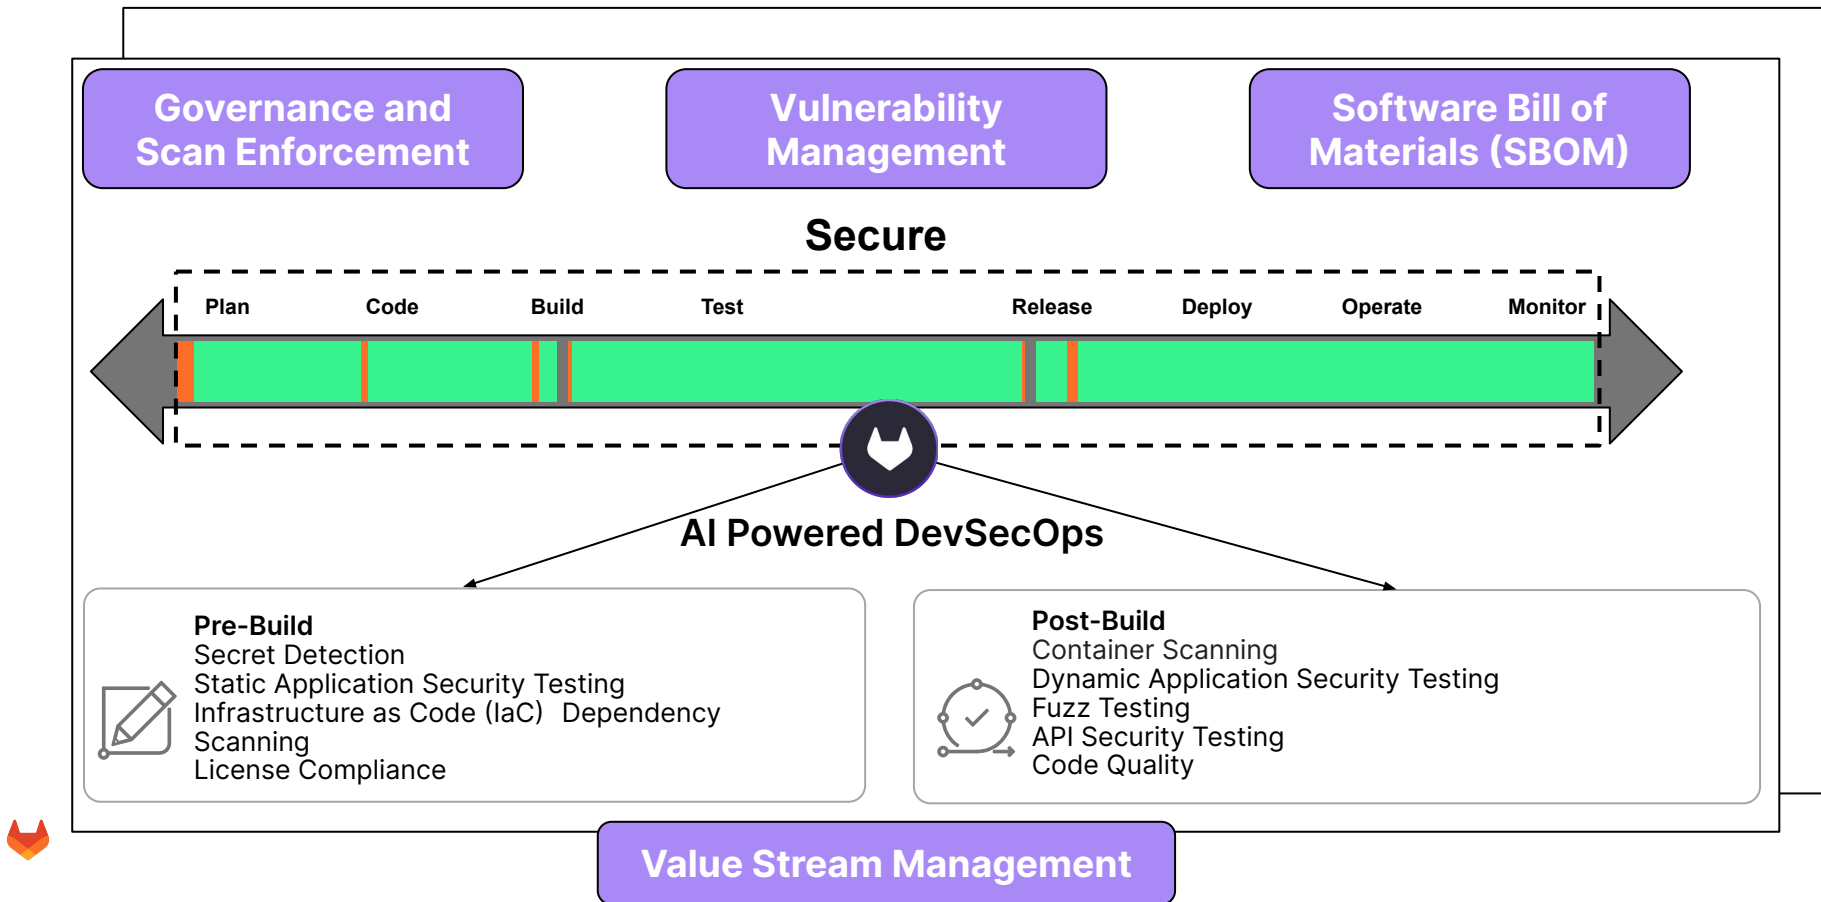 Governance and
Scan Enforcement
Vulnerability
Management
Software Bill of
Materials (SBOM)
Secure
Plan Code Build Test Release Deploy Operate Monitor
AI Powered DevSecOps
Pre-Build
Secret Detection
Static Application Security Testing
Infrastructure as Code (IaC) Dependency
Scanning
License Compliance
Post-Build
Container Scanning
Dynamic Application Security Testing
Fuzz Testing
API Security Testing
Code Quality
Value Stream Management